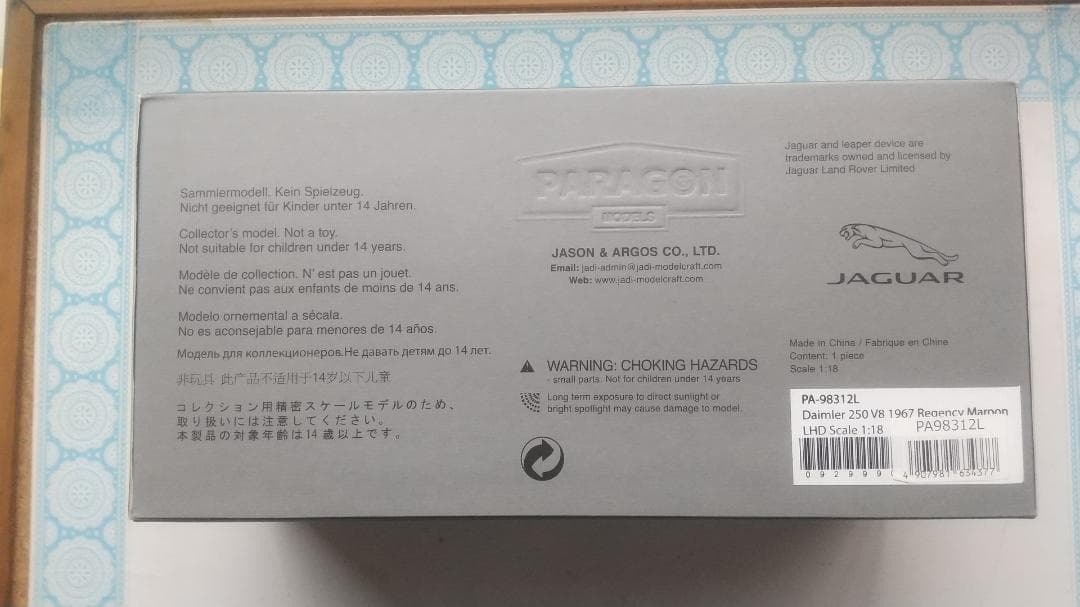 Sammlermodell. Kein Spielzeug.
Nicht geeignet für Kinder unter 14 Jahren.
Collector's model. Not a toy.
Not suitable for children under 14 years.
Modèle de collection. N' est pas un jouet.
Ne convient pas aux enfants de moins de 14 ans.
Modelo ornemental a sécala.
No es aconsejable para menores de 14 años.
Модель для коллекционеров.Не давать детям до 14 лет.
非玩具 此产品不适用于14岁以下儿童
コレクション用精密スケールモデルのため、
取り扱いには注意してください。
本製品の対象年齢は14歳以上です。
PARAGON
MODELS
JASON & ARGOS CO., LTD.
Email: jadi-admin@jadi-modelcraft.com
Web: www.jadi-modelcraft.com
WARNING: CHOKING HAZARDS
- small parts. Not for children under 14 years
Long term exposure to direct sunlight or
bright spotlight may cause damage to model.
Jaguar and leaper device are
trademarks owned and licensed by
Jaguar Land Rover Limited
JAGUAR
Made in China / Fabrique en Chine
Content: 1 piece
Scale 1:18
PA-98312L
Daimler 250 V8 1967 Regency Maroon
LHD Scale 1:18
PA98312L
092999
4 907981 634377